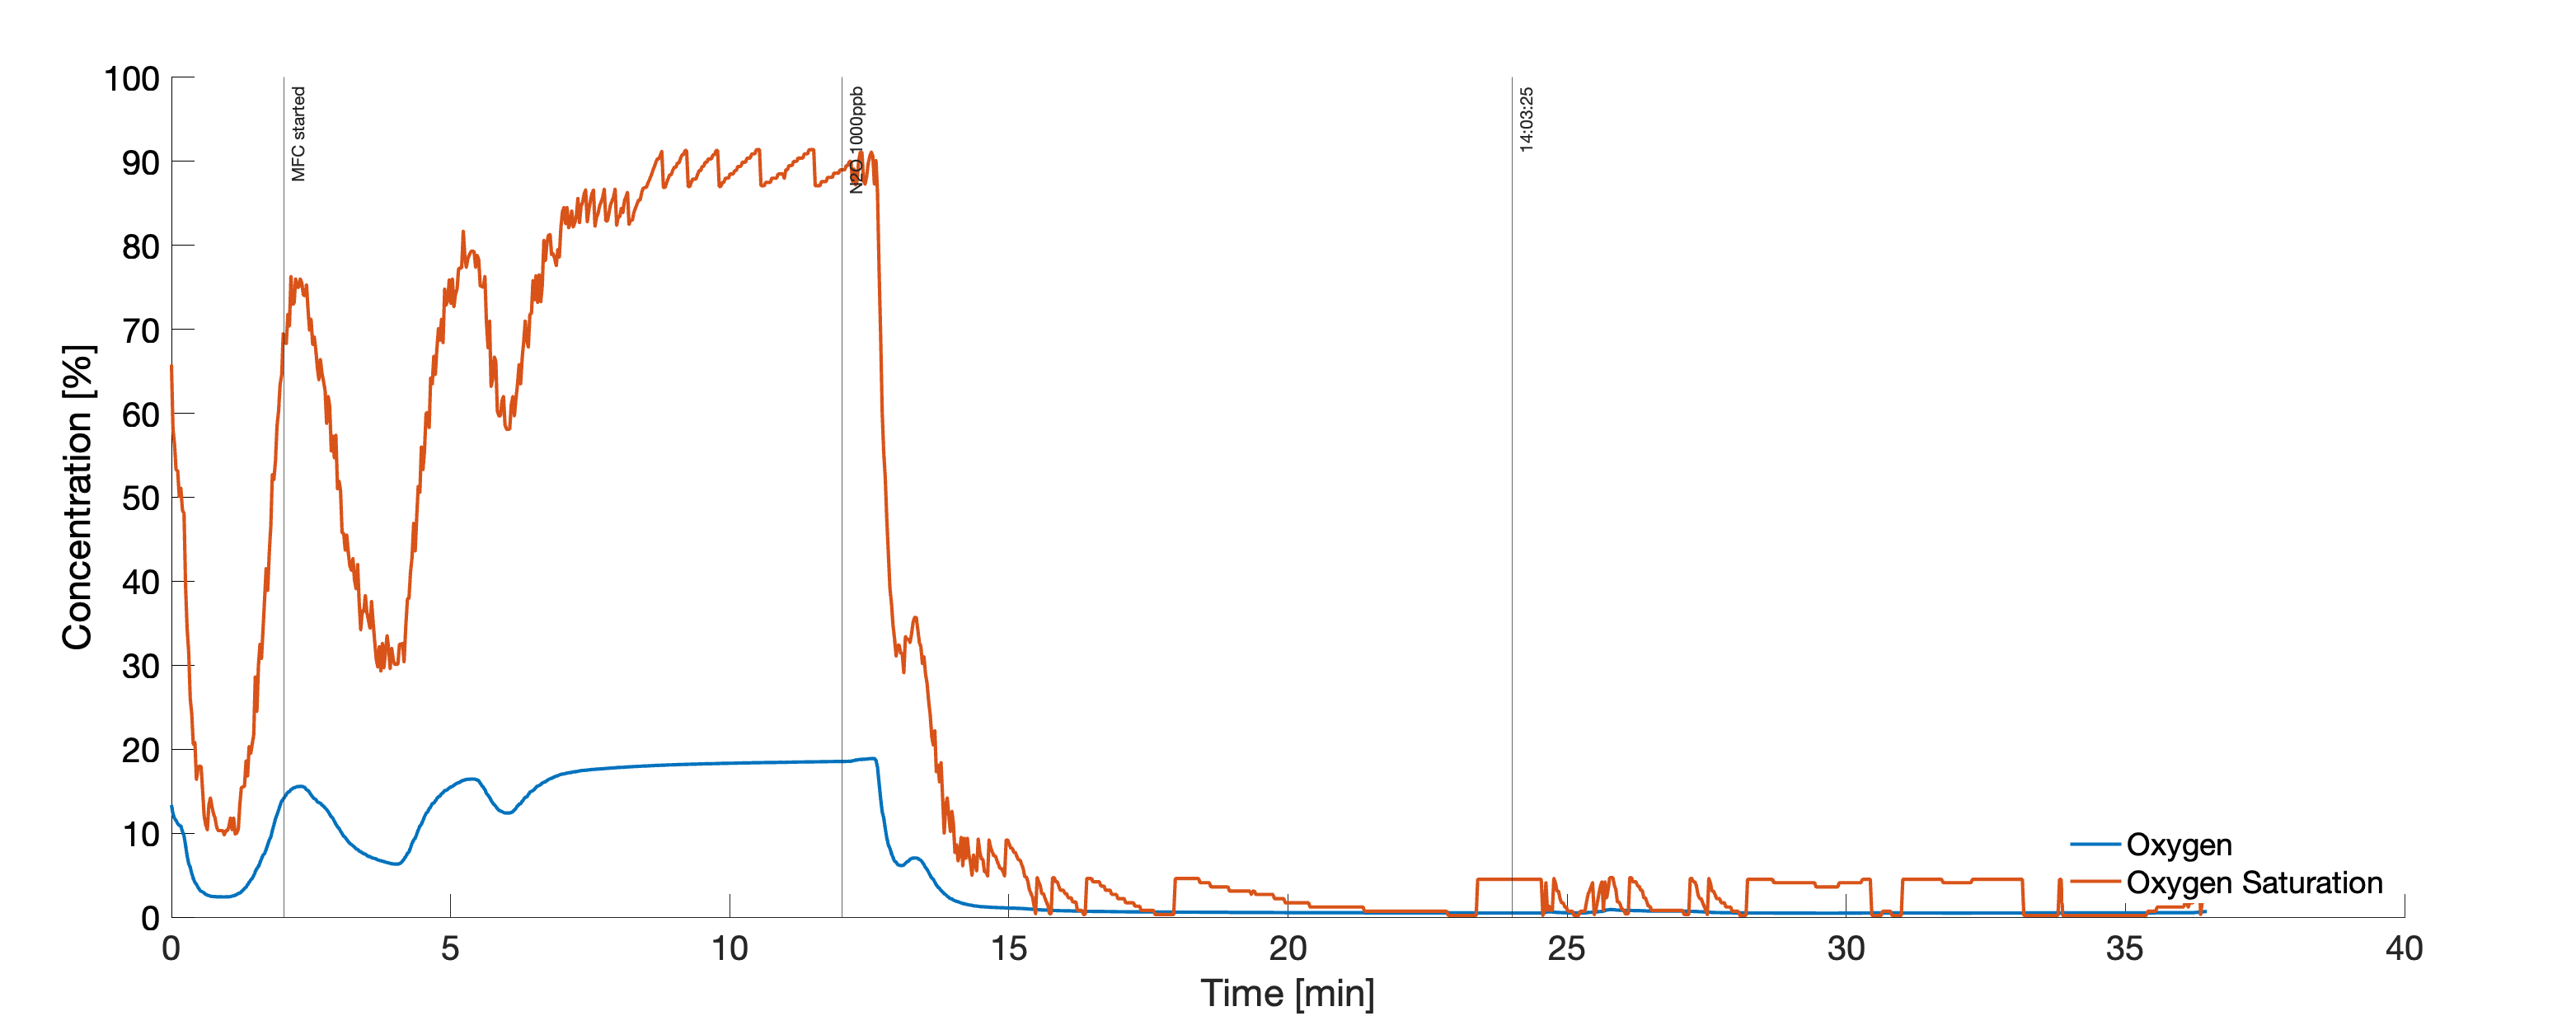 Concentration [%]
100
90
80
70
60
50
40
30
20
10
0
MFC started
N2O 1000ppb
14:03:25
Oxygen
Oxygen Saturation
0 5 10 15 20 25 30 35 40
Time [min]